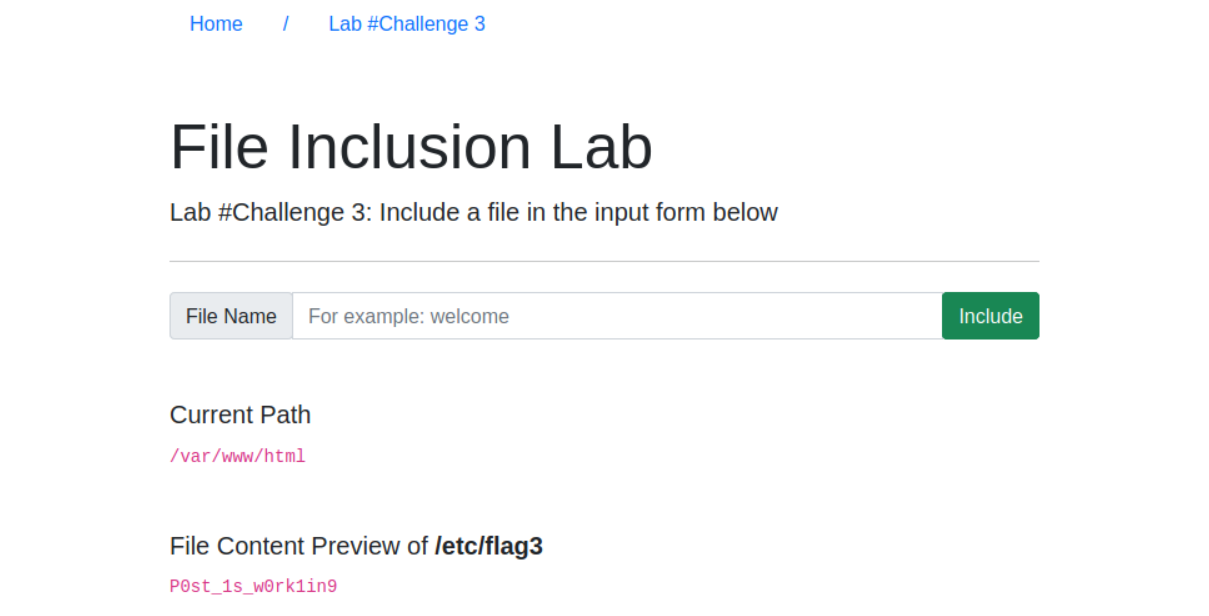 Home / Lab #Challenge 3
File Inclusion Lab
Lab #Challenge 3: Include a file in the input form below
File Name For example: welcome Include
Current Path
/var/www/html
File Content Preview of /etc/flag3
P0st_1s_w0rk1in9